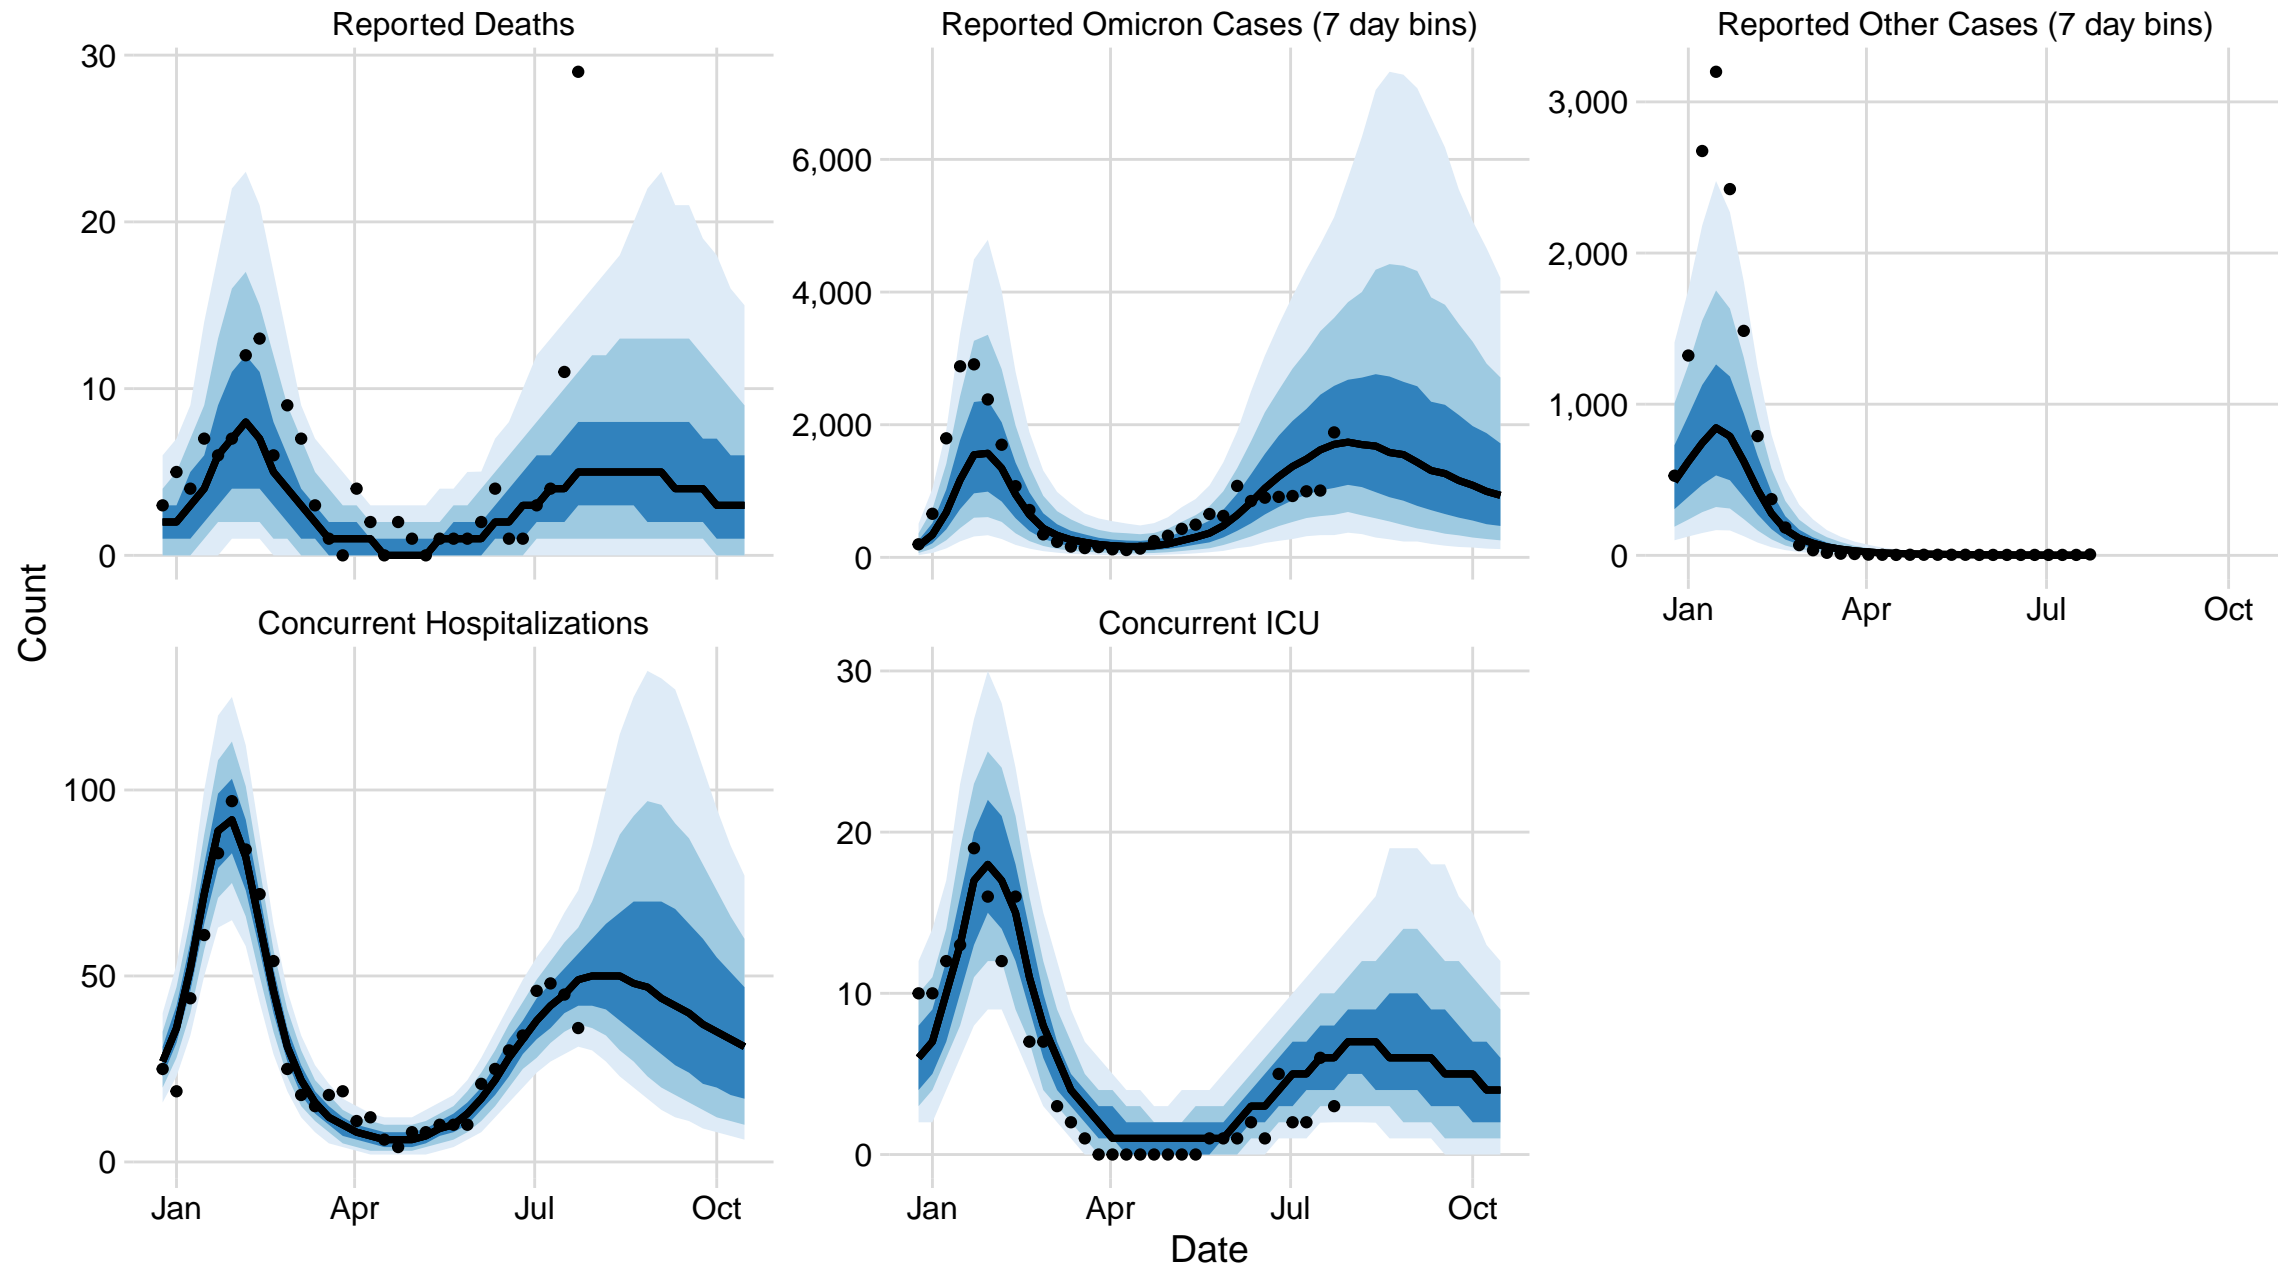 Reported Deaths
Reported Omicron Cases (7 day bins)
Reported Other Cases (7 day bins)
30
20
10
0
6,000
4,000
2,000
0
3,000
2,000
1,000
0
Jan
Apr
Jul
Oct
Count
Concurrent Hospitalizations
Concurrent ICU
100
50
0
30
20
10
0
Jan
Apr
Jul
Oct
Jan
Apr
Jul
Oct
Date